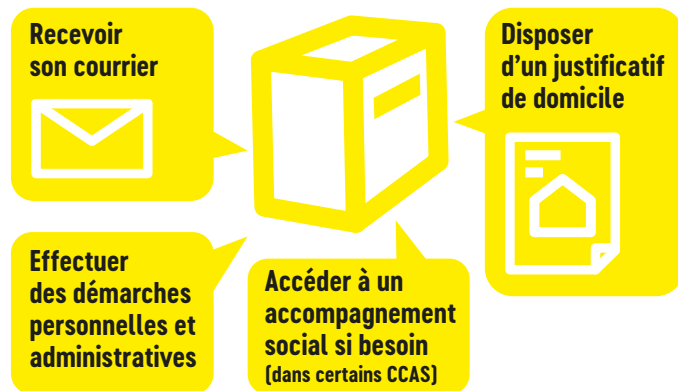 Recevoir
son courrier
Disposer
d'un justificatif
de domicile
Effectuer
des démarches
personnelles et
administratives
Accéder à un
accompagnement
social si besoin
(dans certains CCAS)